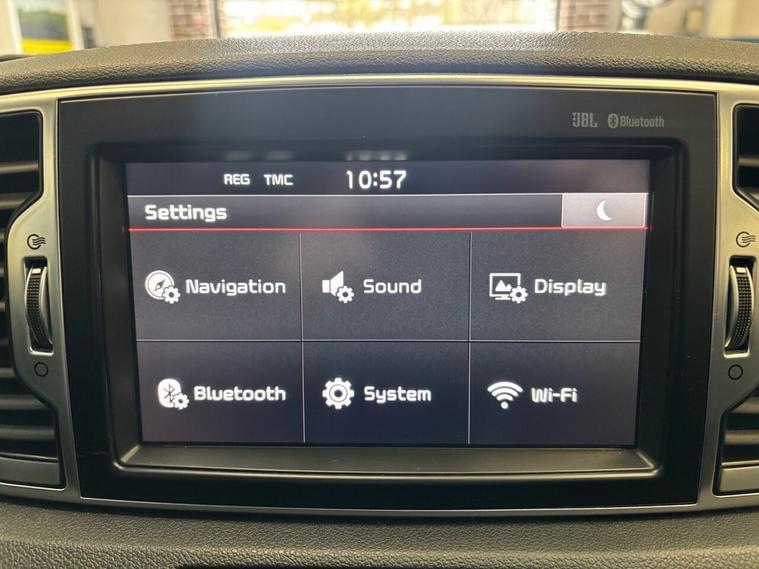 JBL Bluetooth
REG TMC 10:57
Settings
Navigation Sound Display
Bluetooth System Wi-Fi